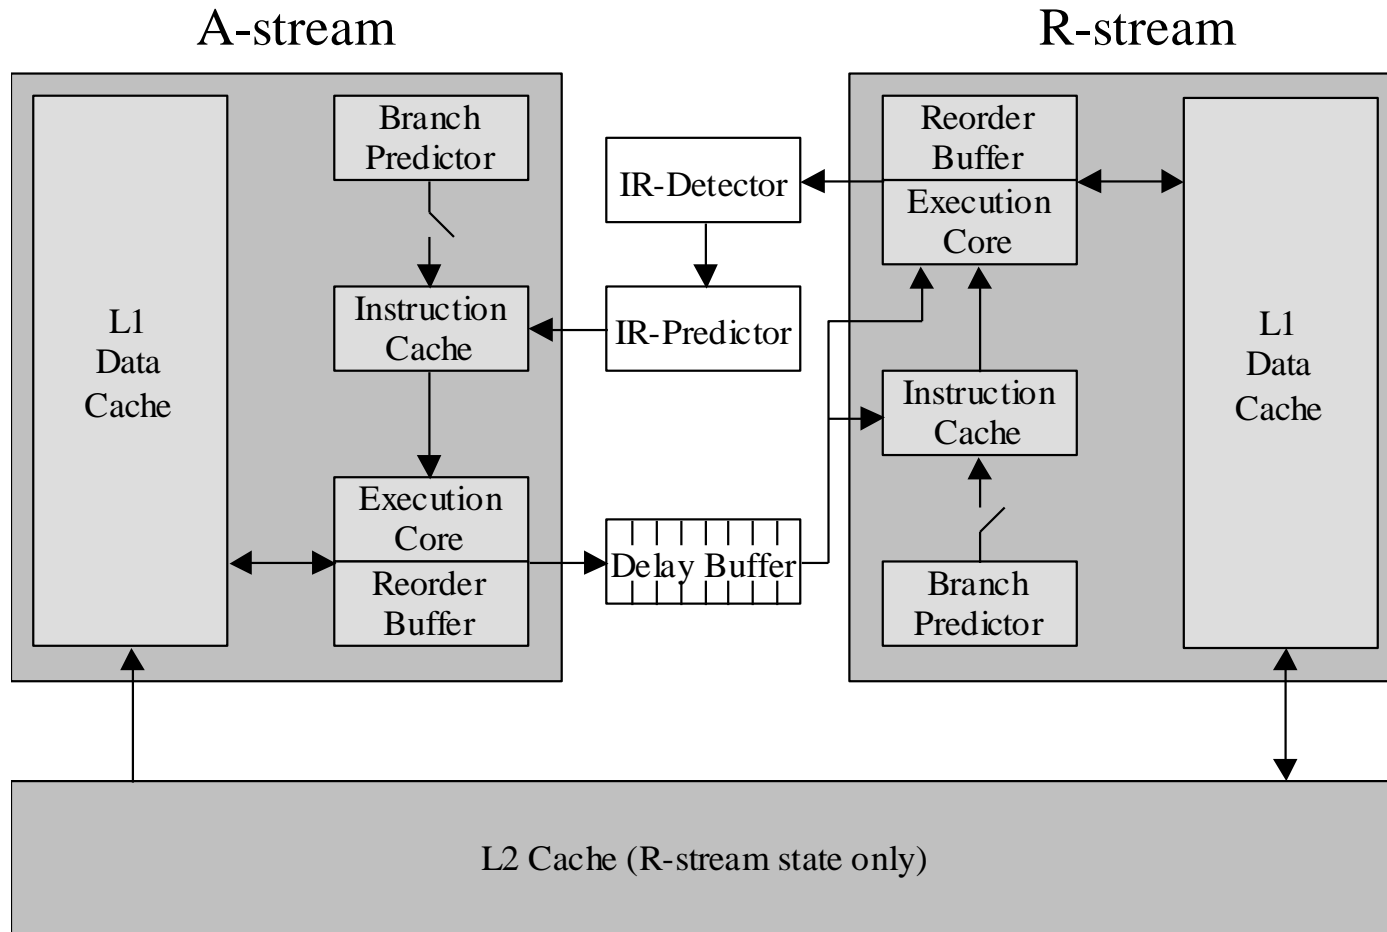 A-stream
R-stream
L1
Data
Cache
Branch
Predictor
Instruction
Cache
Execution
Core
Reorder
Buffer
IR-Detector
IR-Predictor
Delay Buffer
Reorder
Buffer
Execution
Core
Instruction
Cache
Branch
Predictor
L1
Data
Cache
L2 Cache (R-stream state only)